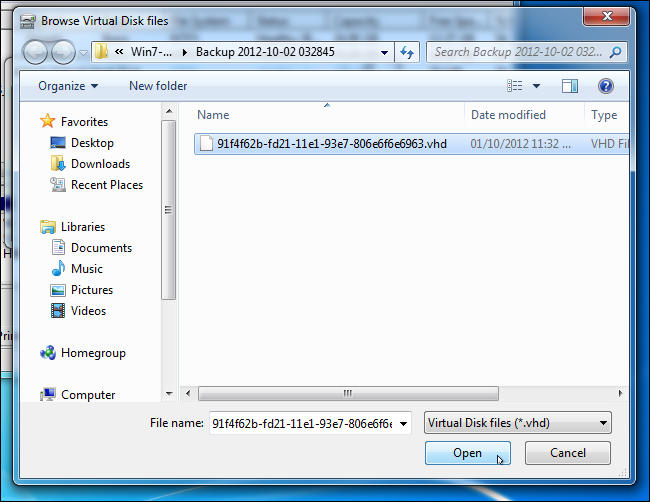 Browse Virtual Disk files
« Win7-... ▸ Backup 2012-10-02 032845
Search Backup 2012-10-02 032...
Organize
New folder
Name
Date modified
Type
Favorites
Desktop
Downloads
Recent Places
Libraries
Documents
Music
Pictures
Videos
Homegroup
Computer
91f4f62b-fd21-11e1-93e7-806e6f6e6963.vhd
01/10/2012 11:32 ...
VHD Fil
File name:
91f4f62b-fd21-11e1-93e7-806e6f6e
Virtual Disk files (*.vhd)
Open
Cancel